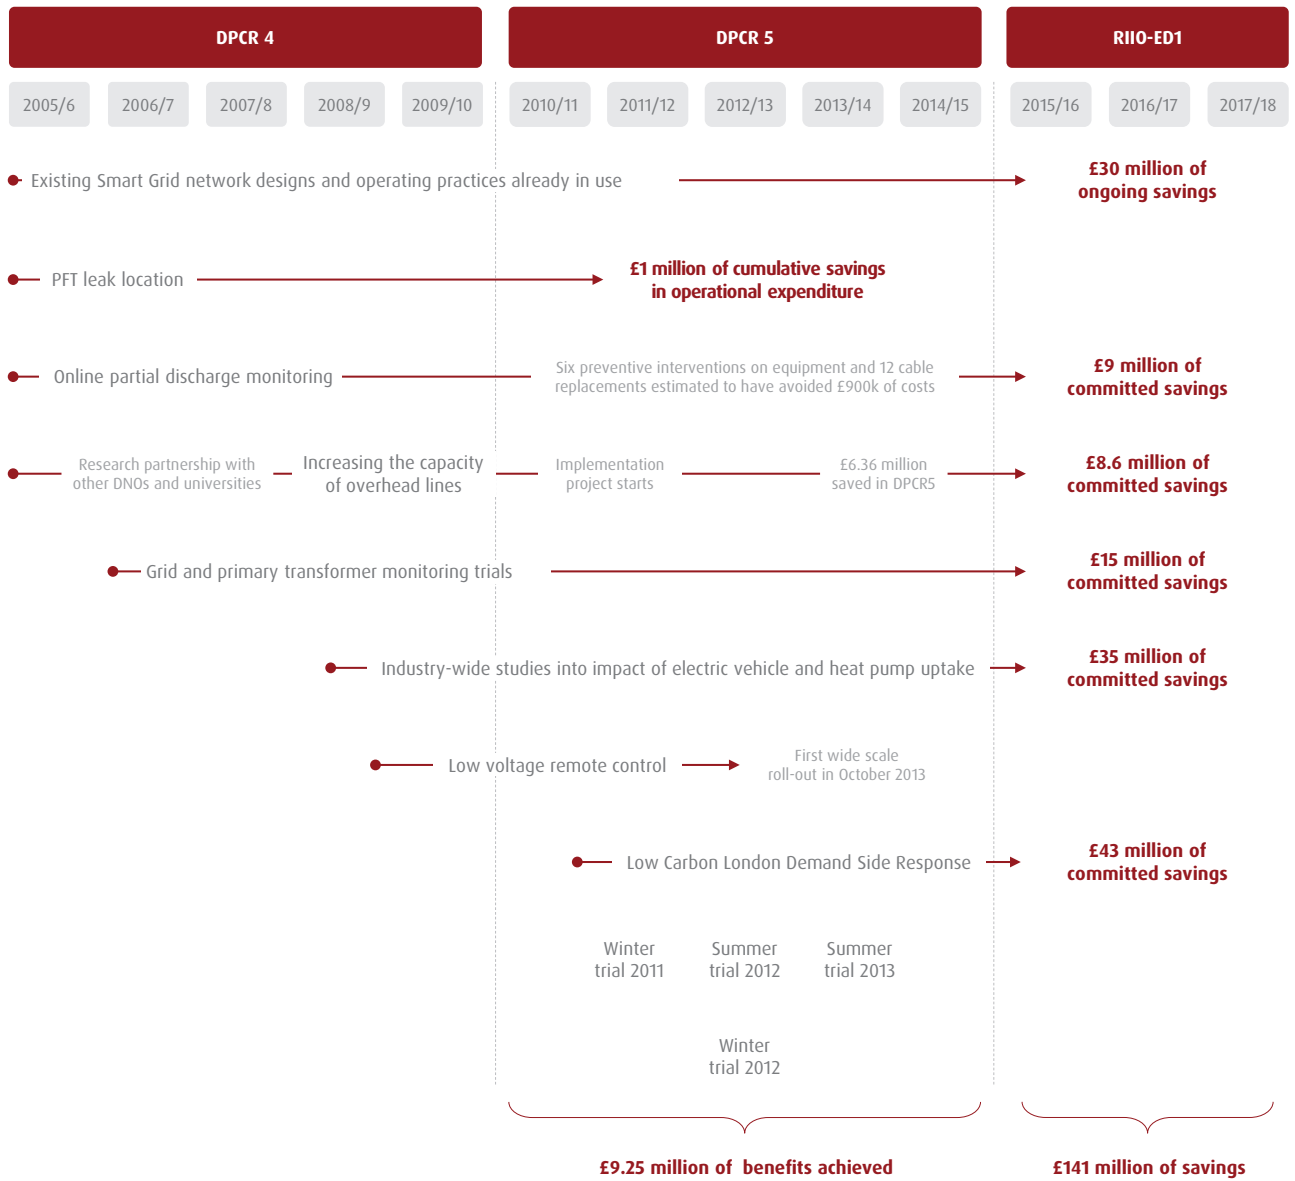 DPCR 4
DPCR 5
RIIO-ED1
2005/6
2006/7
2007/8
2008/9
2009/10
2010/11
2011/12
2012/13
2013/14
2014/15
2015/16
2016/17
2017/18
Existing Smart Grid network designs and operating practices already in use
£30 million of
ongoing savings
PFT leak location
£1 million of cumulative savings
in operational expenditure
Online partial discharge monitoring
Six preventive interventions on equipment and 12 cable
replacements estimated to have avoided £900k of costs
£9 million of
committed savings
Research partnership with
other DNOs and universities
Increasing the capacity
of overhead lines
Implementation
project starts
£6.36 million
saved in DPCR5
£8.6 million of
committed savings
Grid and primary transformer monitoring trials
£15 million of
committed savings
Industry-wide studies into impact of electric vehicle and heat pump uptake
£35 million of
committed savings
Low voltage remote control
First wide scale
roll-out in October 2013
Low Carbon London Demand Side Response
£43 million of
committed savings
Winter
trial 2011
Summer
trial 2012
Summer
trial 2013
Winter
trial 2012
£9.25 million of benefits achieved
£141 million of savings